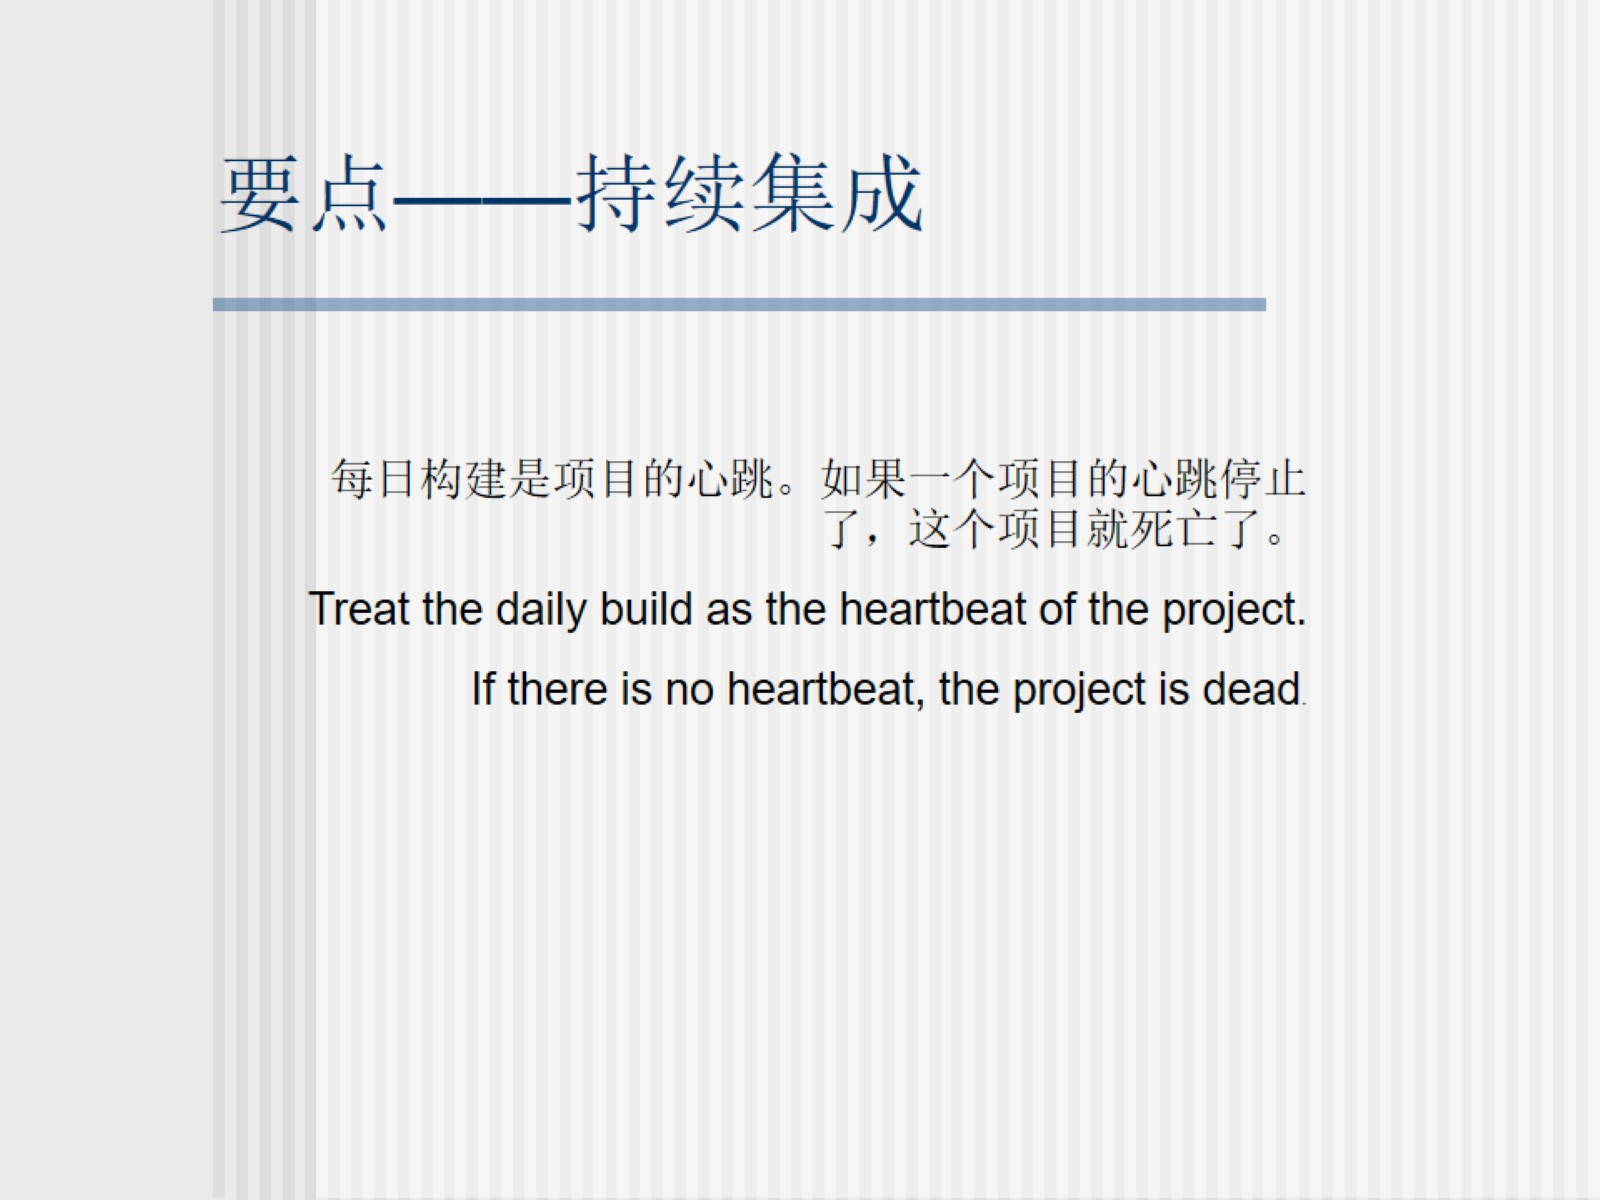 要点——持续集成
每日构建是项目的心跳。如果一个项目的心跳停止
了，这个项目就死亡了。
Treat the daily build as the heartbeat of the project.
If there is no heartbeat, the project is dead.